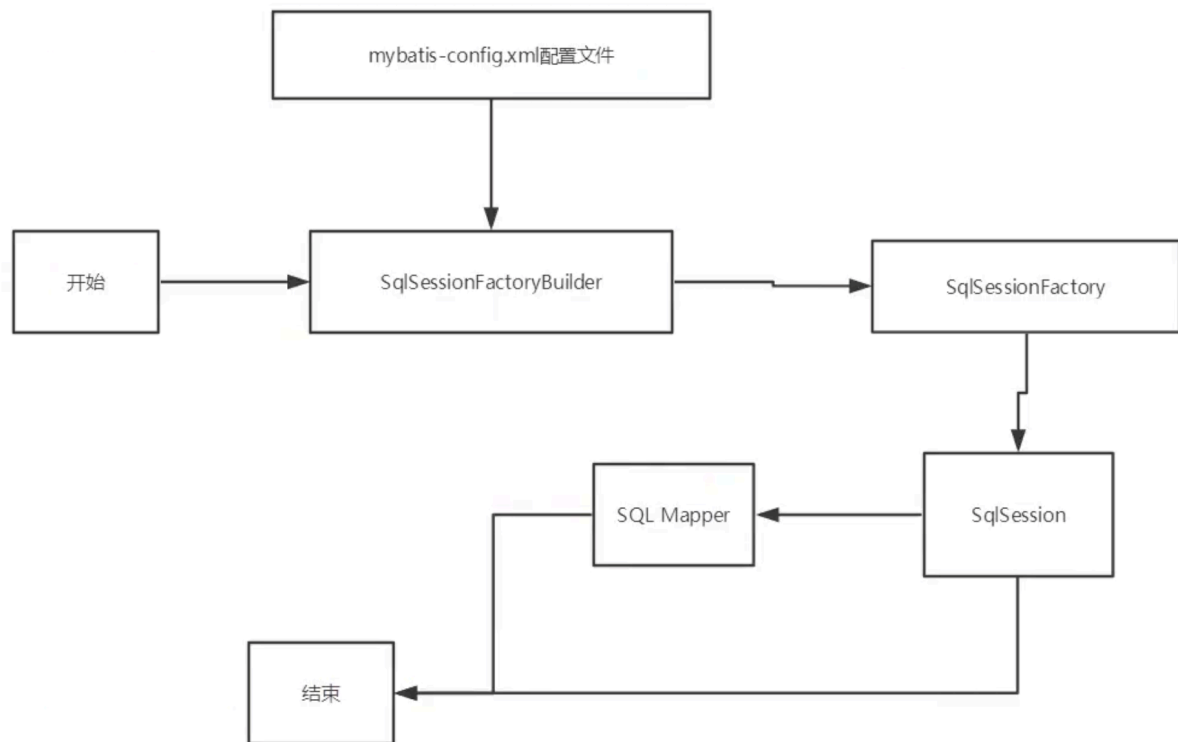 mybatis-config.xml配置文件
开始
SqlSessionFactoryBuilder
SqlSessionFactory
SQL Mapper
SqlSession
结束